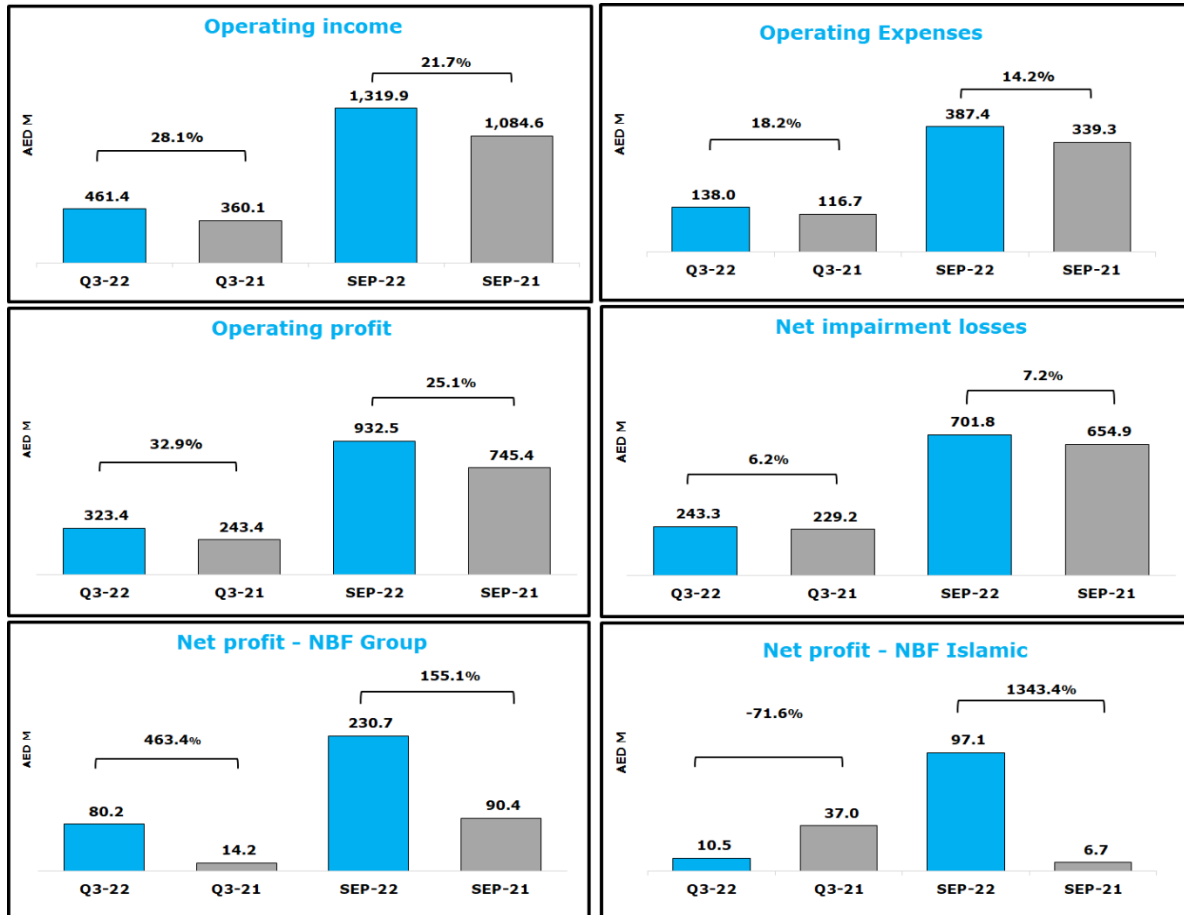 Operating income
AED M
21.7%
28.1%
1,319.9
1,084.6
461.4
360.1
Q3-22 Q3-21 SEP-22 SEP-21
Operating Expenses
AED M
14.2%
18.2%
387.4
339.3
138.0
116.7
Q3-22 Q3-21 SEP-22 SEP-21
Operating profit
AED M
25.1%
32.9%
932.5
745.4
323.4
243.4
Q3-22 Q3-21 SEP-22 SEP-21
Net impairment losses
AED M
7.2%
6.2%
701.8
654.9
243.3
229.2
Q3-22 Q3-21 SEP-22 SEP-21
Net profit – NBF Group
AED M
155.1%
463.4%
230.7
90.4
80.2
14.2
Q3-22 Q3-21 SEP-22 SEP-21
Net profit – NBF Islamic
AED M
1343.4%
-71.6%
97.1
37.0
10.5
6.7
Q3-22 Q3-21 SEP-22 SEP-21